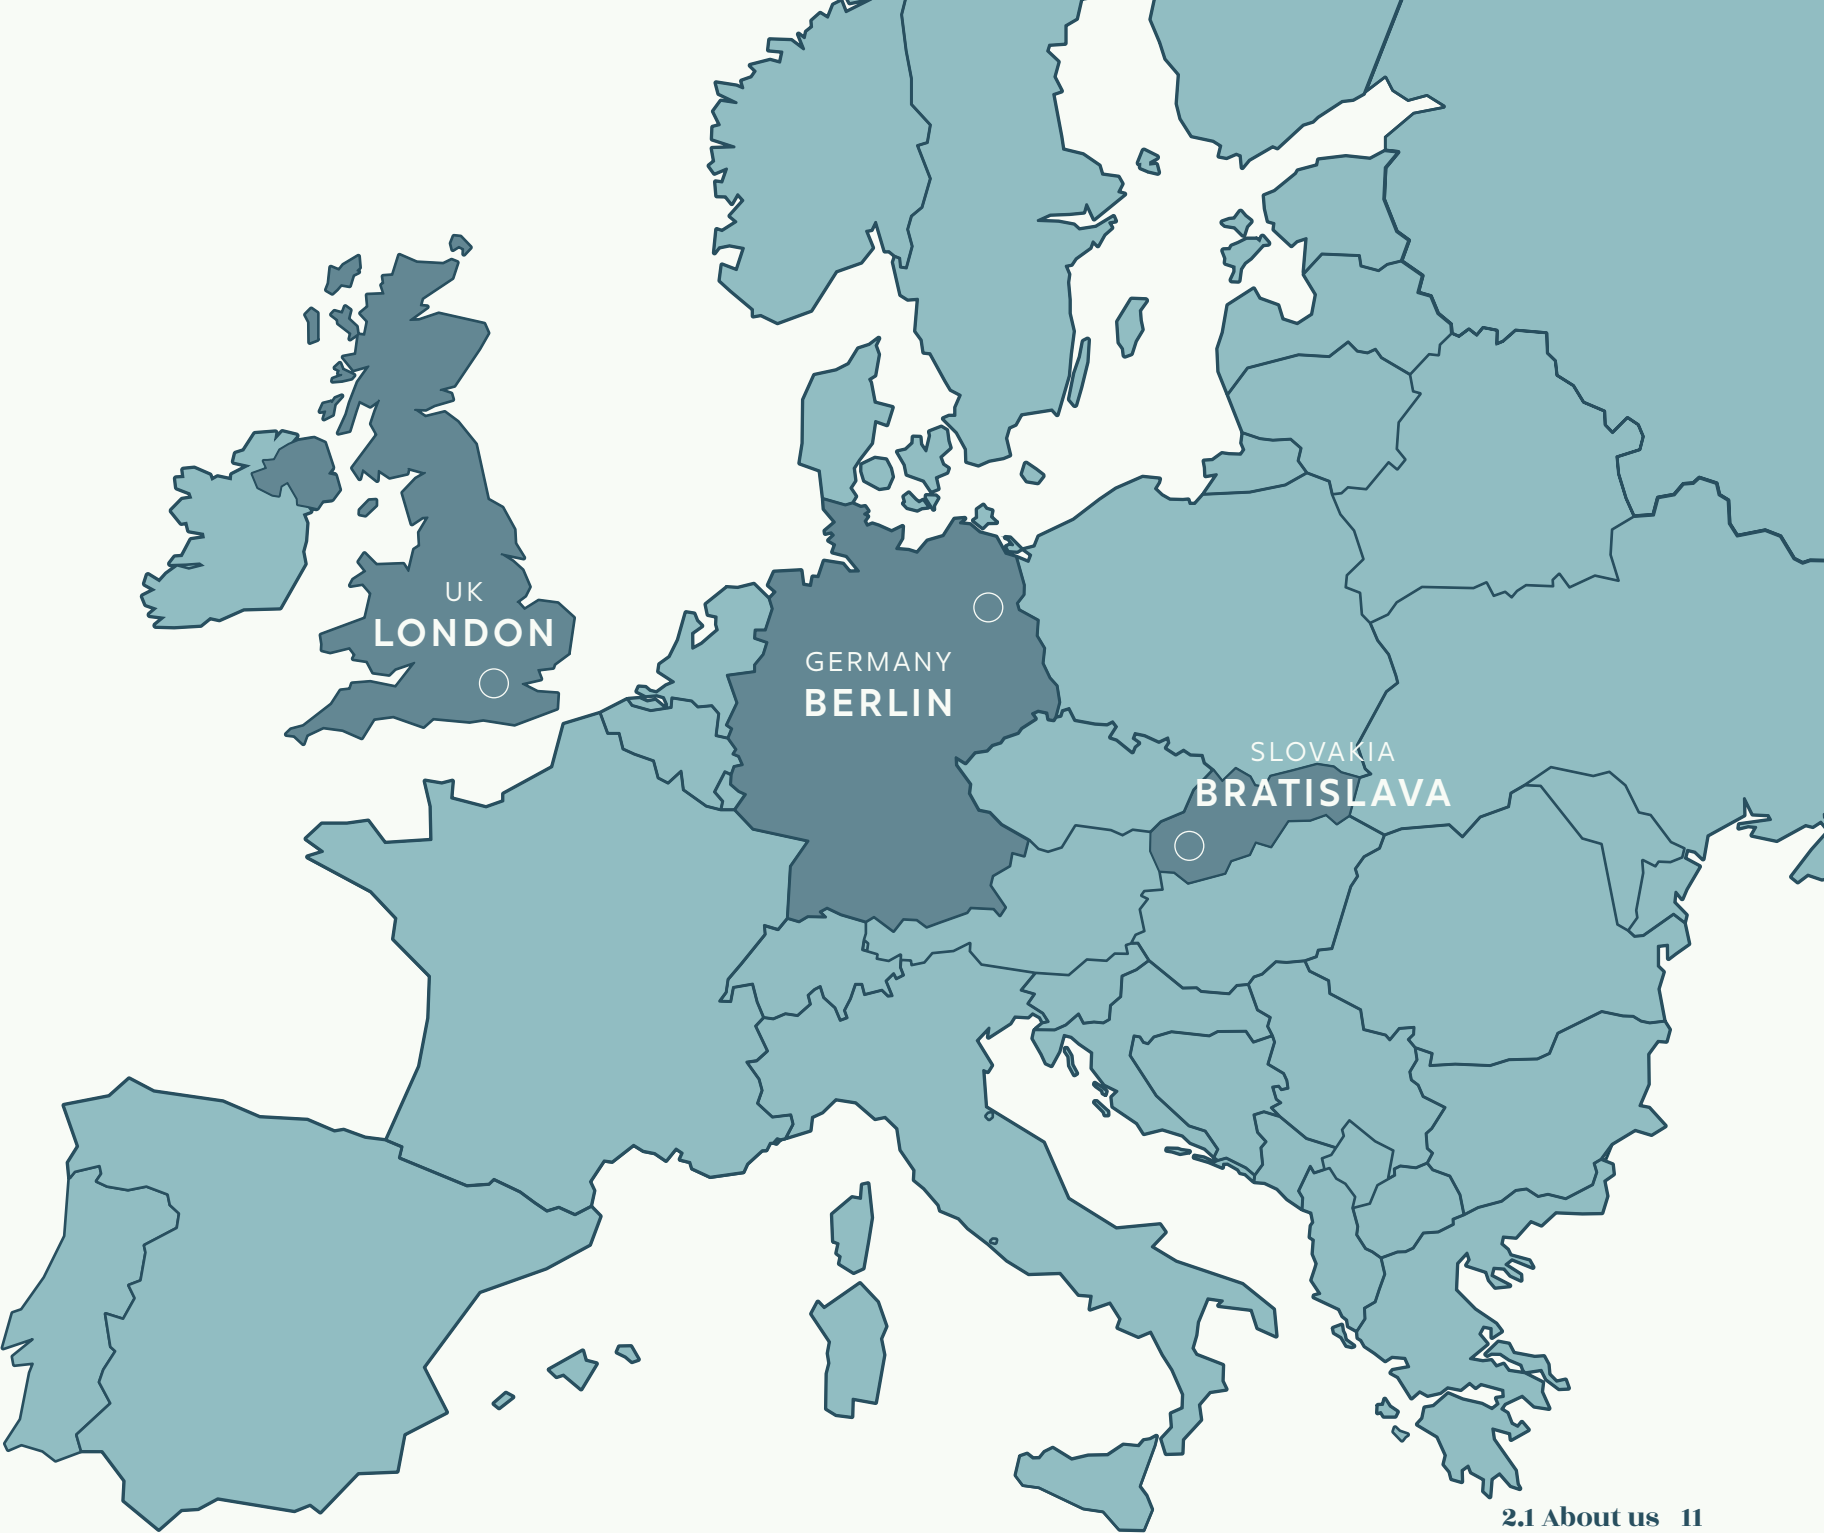 UK
LONDON
GERMANY
BERLIN
SLOVAKIA
BRATISLAVA
2.1 About us 11